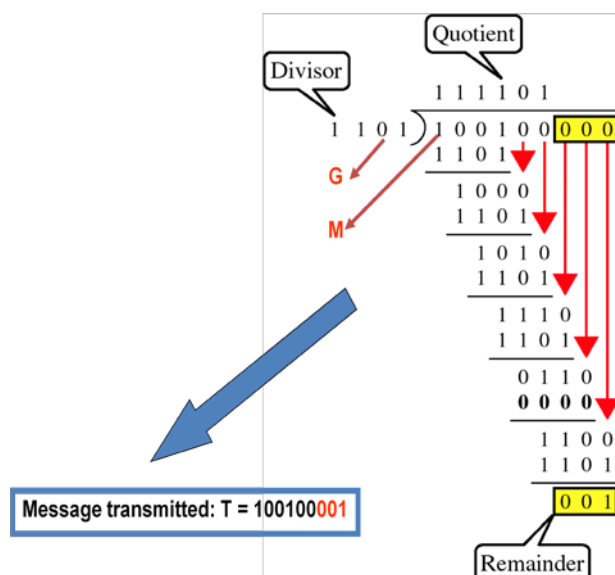 Quotient
Divisor
1 1 1 1 0 1
1 1 0 1 ) 1 0 0 1 0 0 0 0 0
1 1 0 1
G
1 0 0 0
1 1 0 1
M
1 0 1 0
1 1 0 1
1 1 1 0
1 1 0 1
0 1 1 0
0 0 0 0
1 1 0 0
1 1 0 1
Message transmitted: T = 100100001
0 0 1
Remainder